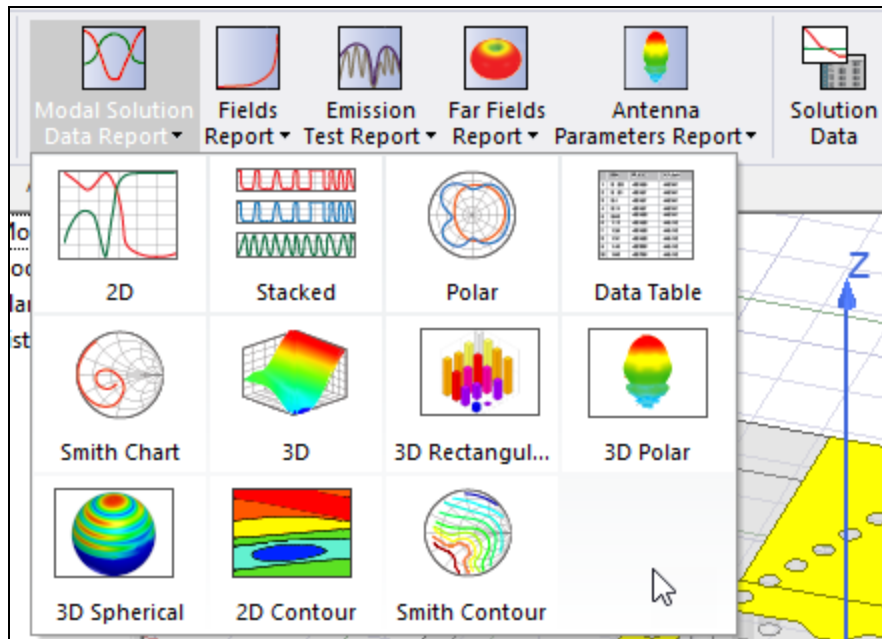 Modal Solution
Data Report
Fields
Report
Emission
Test Report
Far Fields
Report
Antenna
Parameters Report
Solution
Data
2D
Stacked
Polar
Data Table
Smith Chart
3D
3D Rectangul...
3D Polar
3D Spherical
2D Contour
Smith Contour
Z